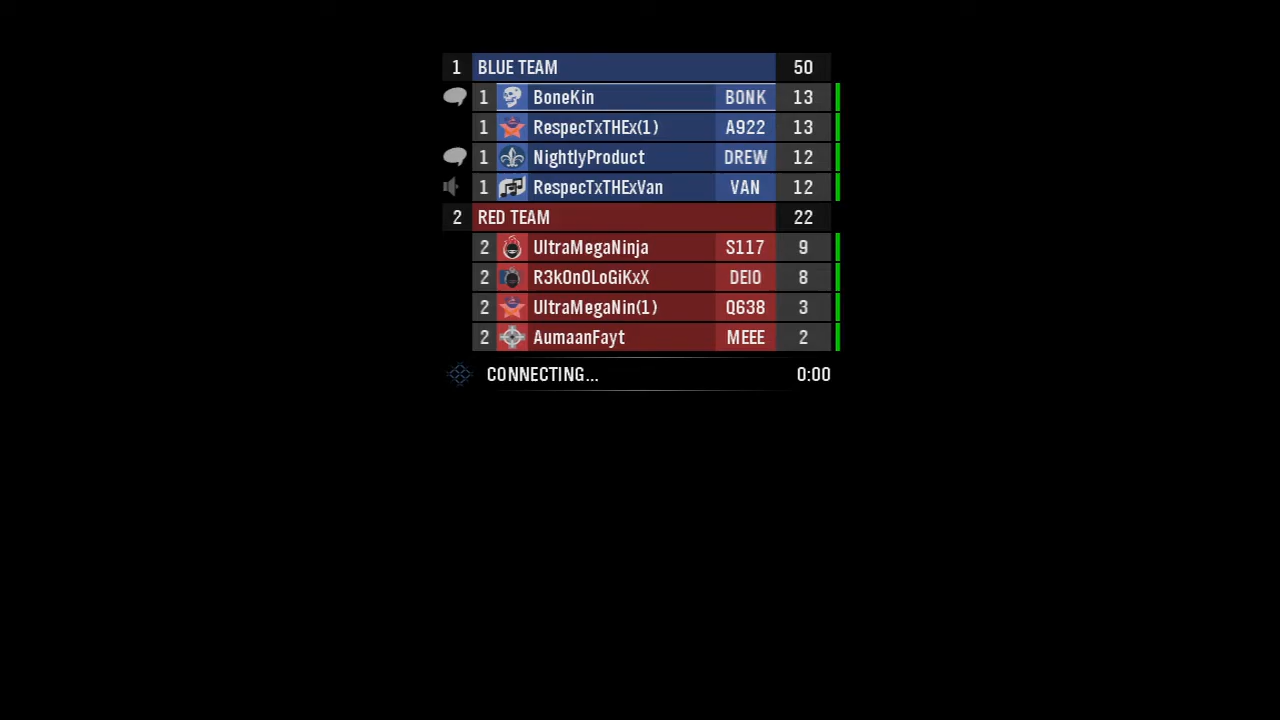 1 BLUE TEAM 50
1 BoneKin BONK 13
1 RespecTxTHEx(1) A922 13
1 NightlyProduct DREW 12
1 RespecTxTHExVan VAN 12
2 RED TEAM 22
2 UltraMegaNinja S117 9
2 R3kOnOLoGiKxX DEIO 8
2 UltraMegaNin(1) Q638 3
2 AumaanFayt MEEE 2
CONNECTING... 0:00